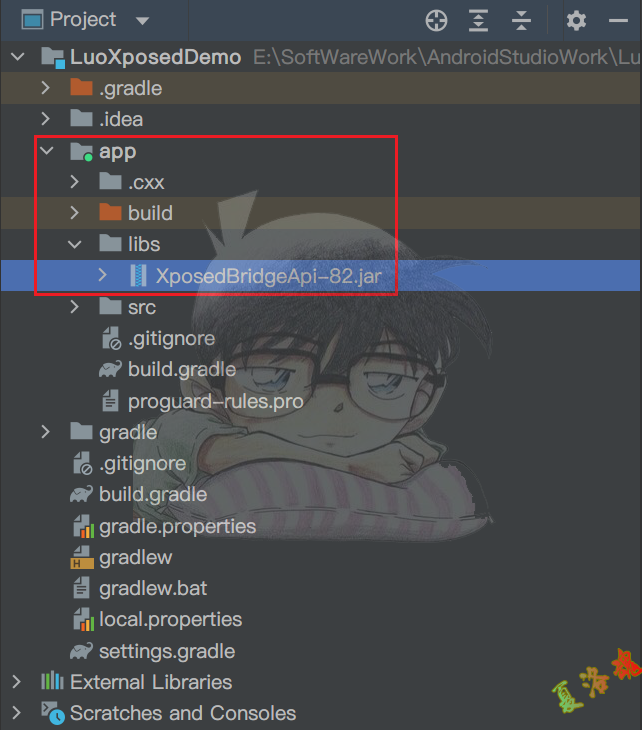 Project
LuoXposedDemo E:\SoftWareWork\AndroidStudioWork\Lu
.gradle
.idea
app
.cxx
build
libs
XposedBridgeApi-82.jar
src
.gitignore
build.gradle
proguard-rules.pro
gradle
.gitignore
build.gradle
gradle.properties
gradlew
gradlew.bat
local.properties
settings.gradle
External Libraries
Scratches and Consoles